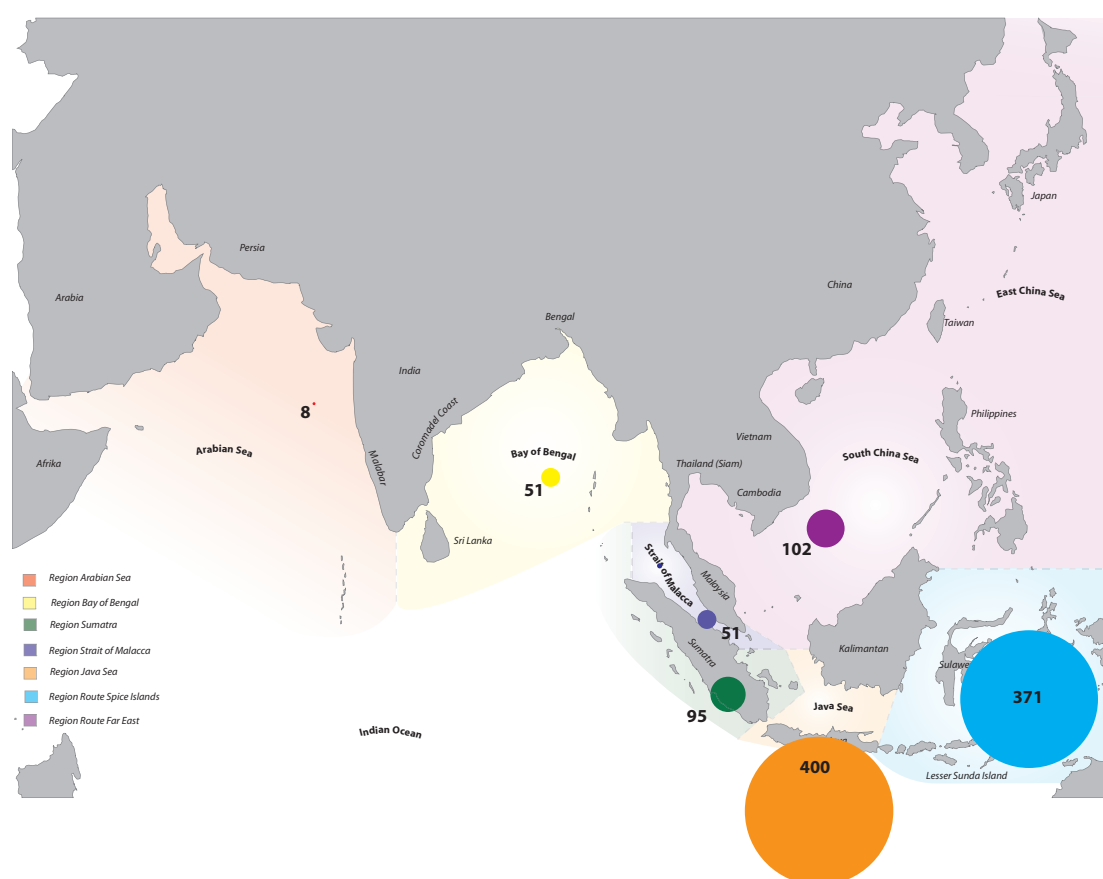 Japan
Persia
China
Arabia
East China Sea
Bengal
Taiwan
India
8
Coromadel Coast
Philippines
Arabian Sea
Malabar
Bay of Bengal
Vietnam
South China Sea
Afrika
Thailand (Siam)
51
Cambodia
Sri Lanka
102
Strait of Malacca
Malaysia
Region Arabian Sea
Region Bay of Bengal
Region Sumatra
Region Strait of Malacca
Region Java Sea
Region Route Spice Islands
Region Route Far East
51
Sumatra
Kalimantan
Sulawe
371
95
Java Sea
Indian Ocean
400
Lesser Sunda Island